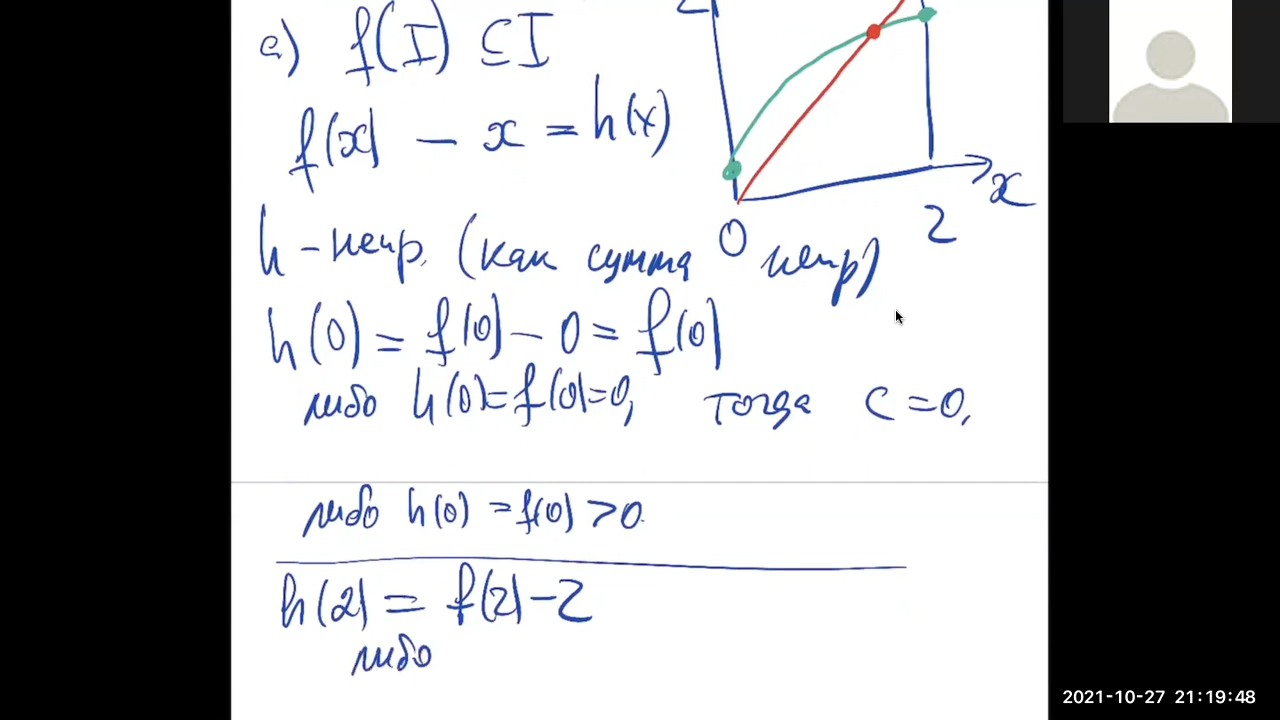 a) f(I) ⊆ I
f(x) − x = h(x)
2
x
0
2
h – непр. (как сумма непр)
h(0) = f(0) − 0 = f(0)
либо h(0)=f(0)=0, тогда c=0,
либо h(0) = f(0) > 0.
h(2) = f(2) − 2
либо
2021-10-27 21:19:48